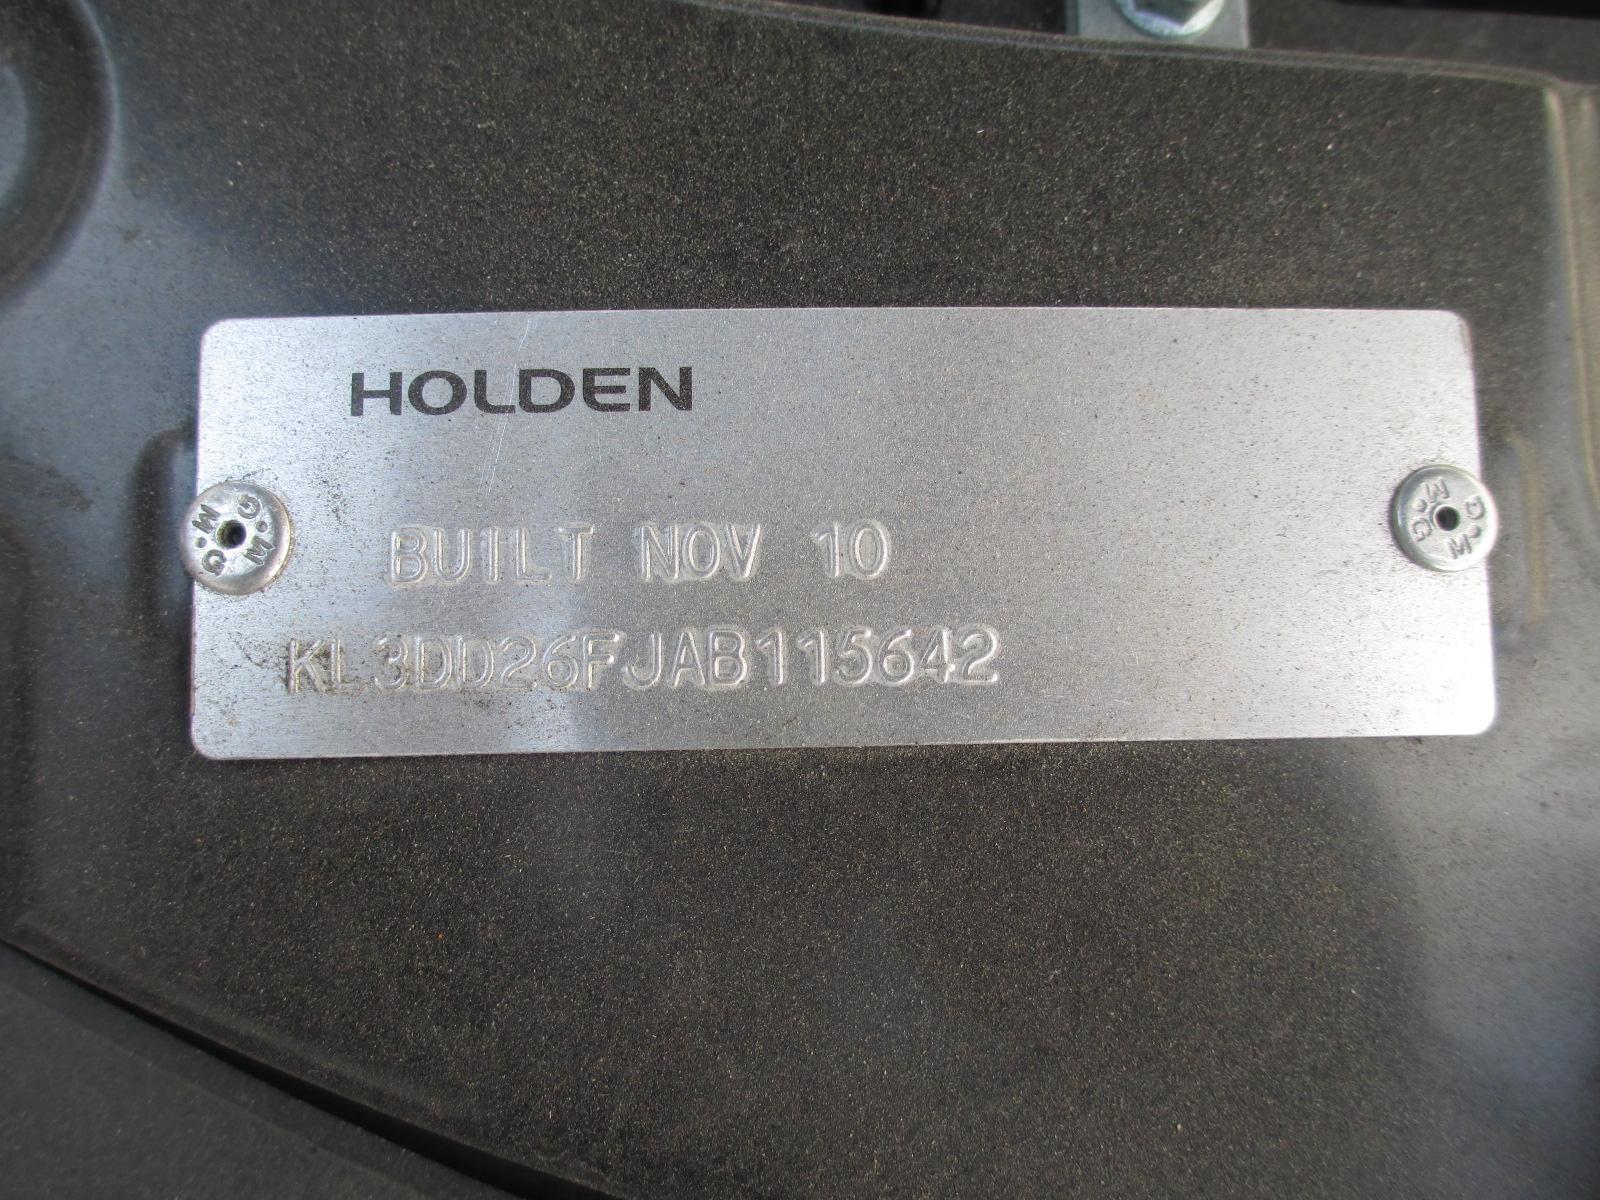 HOLDEN
BUILT NOV 10
KL3DD26FJAB115642
G.M
G.M
D.M
G.M